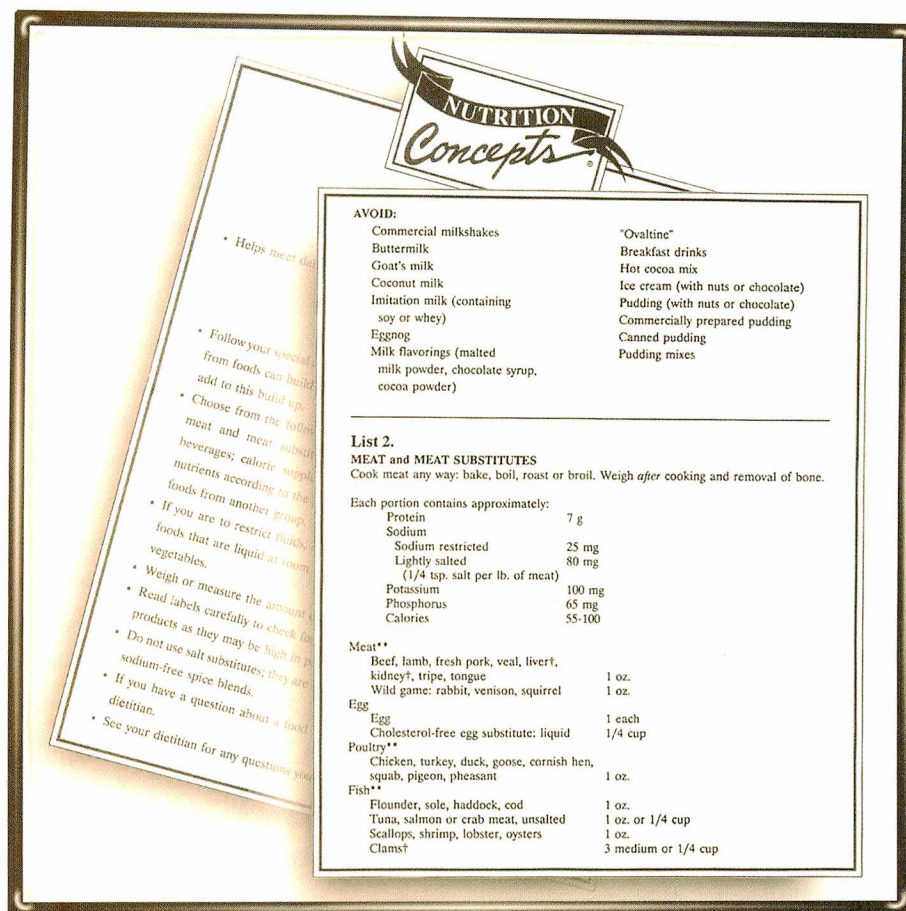 NUTRITION
Concepts®
• Helps meet
• Follow your special
from foods can build
add to this build up.
• Choose from the follow
meat and meat substit
beverages; calorie supple
nutrients according to the
foods from another group.
• If you are to restrict fluids,
foods that are liquid at room
vegetables.
• Weigh or measure the amount
• Read labels carefully to check
products as they may be high in
• Do not use salt substitutes; they are
sodium-free spice blends.
• If you have a question about a food
dietitian.
• See your dietitian for any questions you
AVOID:
Commercial milkshakes
Buttermilk
Goat's milk
Coconut milk
Imitation milk (containing
soy or whey)
Eggnog
Milk flavorings (malted
milk powder, chocolate syrup,
cocoa powder)
"Ovaltine"
Breakfast drinks
Hot cocoa mix
Ice cream (with nuts or chocolate)
Pudding (with nuts or chocolate)
Commercially prepared pudding
Canned pudding
Pudding mixes
List 2.
MEAT and MEAT SUBSTITUTES
Cook meat any way: bake, boil, roast or broil. Weigh after cooking and removal of bone.
Each portion contains approximately:
Protein 7 g
Sodium
Sodium restricted 25 mg
Lightly salted 80 mg
(1/4 tsp. salt per lb. of meat)
Potassium 100 mg
Phosphorus 65 mg
Calories 55-100
Meat**
Beef, lamb, fresh pork, veal, liver†,
kidney†, tripe, tongue 1 oz.
Wild game: rabbit, venison, squirrel 1 oz.
Egg
Egg 1 each
Cholesterol-free egg substitute: liquid 1/4 cup
Poultry**
Chicken, turkey, duck, goose, cornish hen,
squab, pigeon, pheasant 1 oz.
Fish**
Flounder, sole, haddock, cod 1 oz.
Tuna, salmon or crab meat, unsalted 1 oz. or 1/4 cup
Scallops, shrimp, lobster, oysters 1 oz.
Clams† 3 medium or 1/4 cup